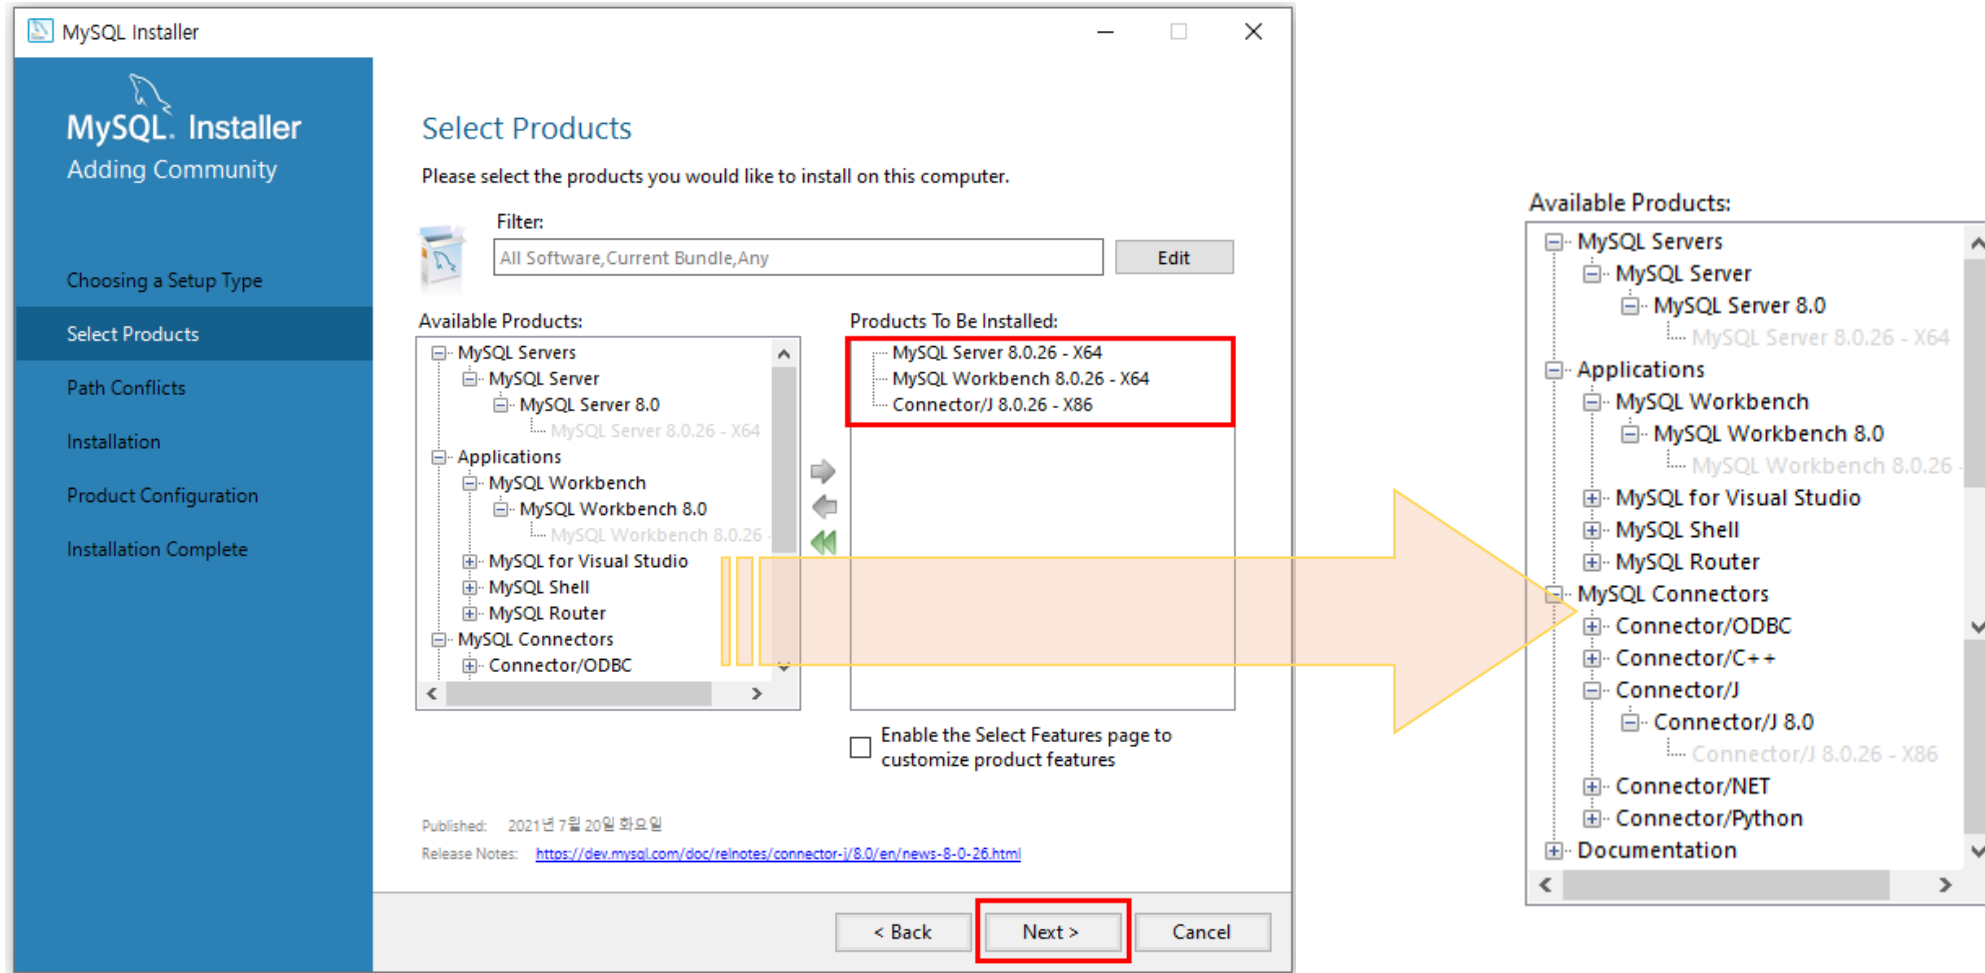 MySQL Installer
MySQL. Installer
Adding Community
Choosing a Setup Type
Select Products
Path Conflicts
Installation
Product Configuration
Installation Complete
Select Products
Please select the products you would like to install on this computer.
Filter:
All Software,Current Bundle,Any
Edit
Available Products:
MySQL Servers
MySQL Server
MySQL Server 8.0
MySQL Server 8.0.26 - X64
Applications
MySQL Workbench
MySQL Workbench 8.0
MySQL Workbench 8.0.26 -
MySQL for Visual Studio
MySQL Shell
MySQL Router
MySQL Connectors
Connector/ODBC
Products To Be Installed:
MySQL Server 8.0.26 - X64
MySQL Workbench 8.0.26 - X64
Connector/J 8.0.26 - X86
Enable the Select Features page to
customize product features
Published: 2021년 7월 20일 화요일
Release Notes: https://dev.mysql.com/doc/relnotes/connector-j/8.0/en/news-8-0-26.html
< Back
Next >
Cancel
Available Products:
MySQL Servers
MySQL Server
MySQL Server 8.0
MySQL Server 8.0.26 - X64
Applications
MySQL Workbench
MySQL Workbench 8.0
MySQL Workbench 8.0.26 -
MySQL for Visual Studio
MySQL Shell
MySQL Router
MySQL Connectors
Connector/ODBC
Connector/C++
Connector/J
Connector/J 8.0
Connector/J 8.0.26 - X86
Connector/NET
Connector/Python
Documentation